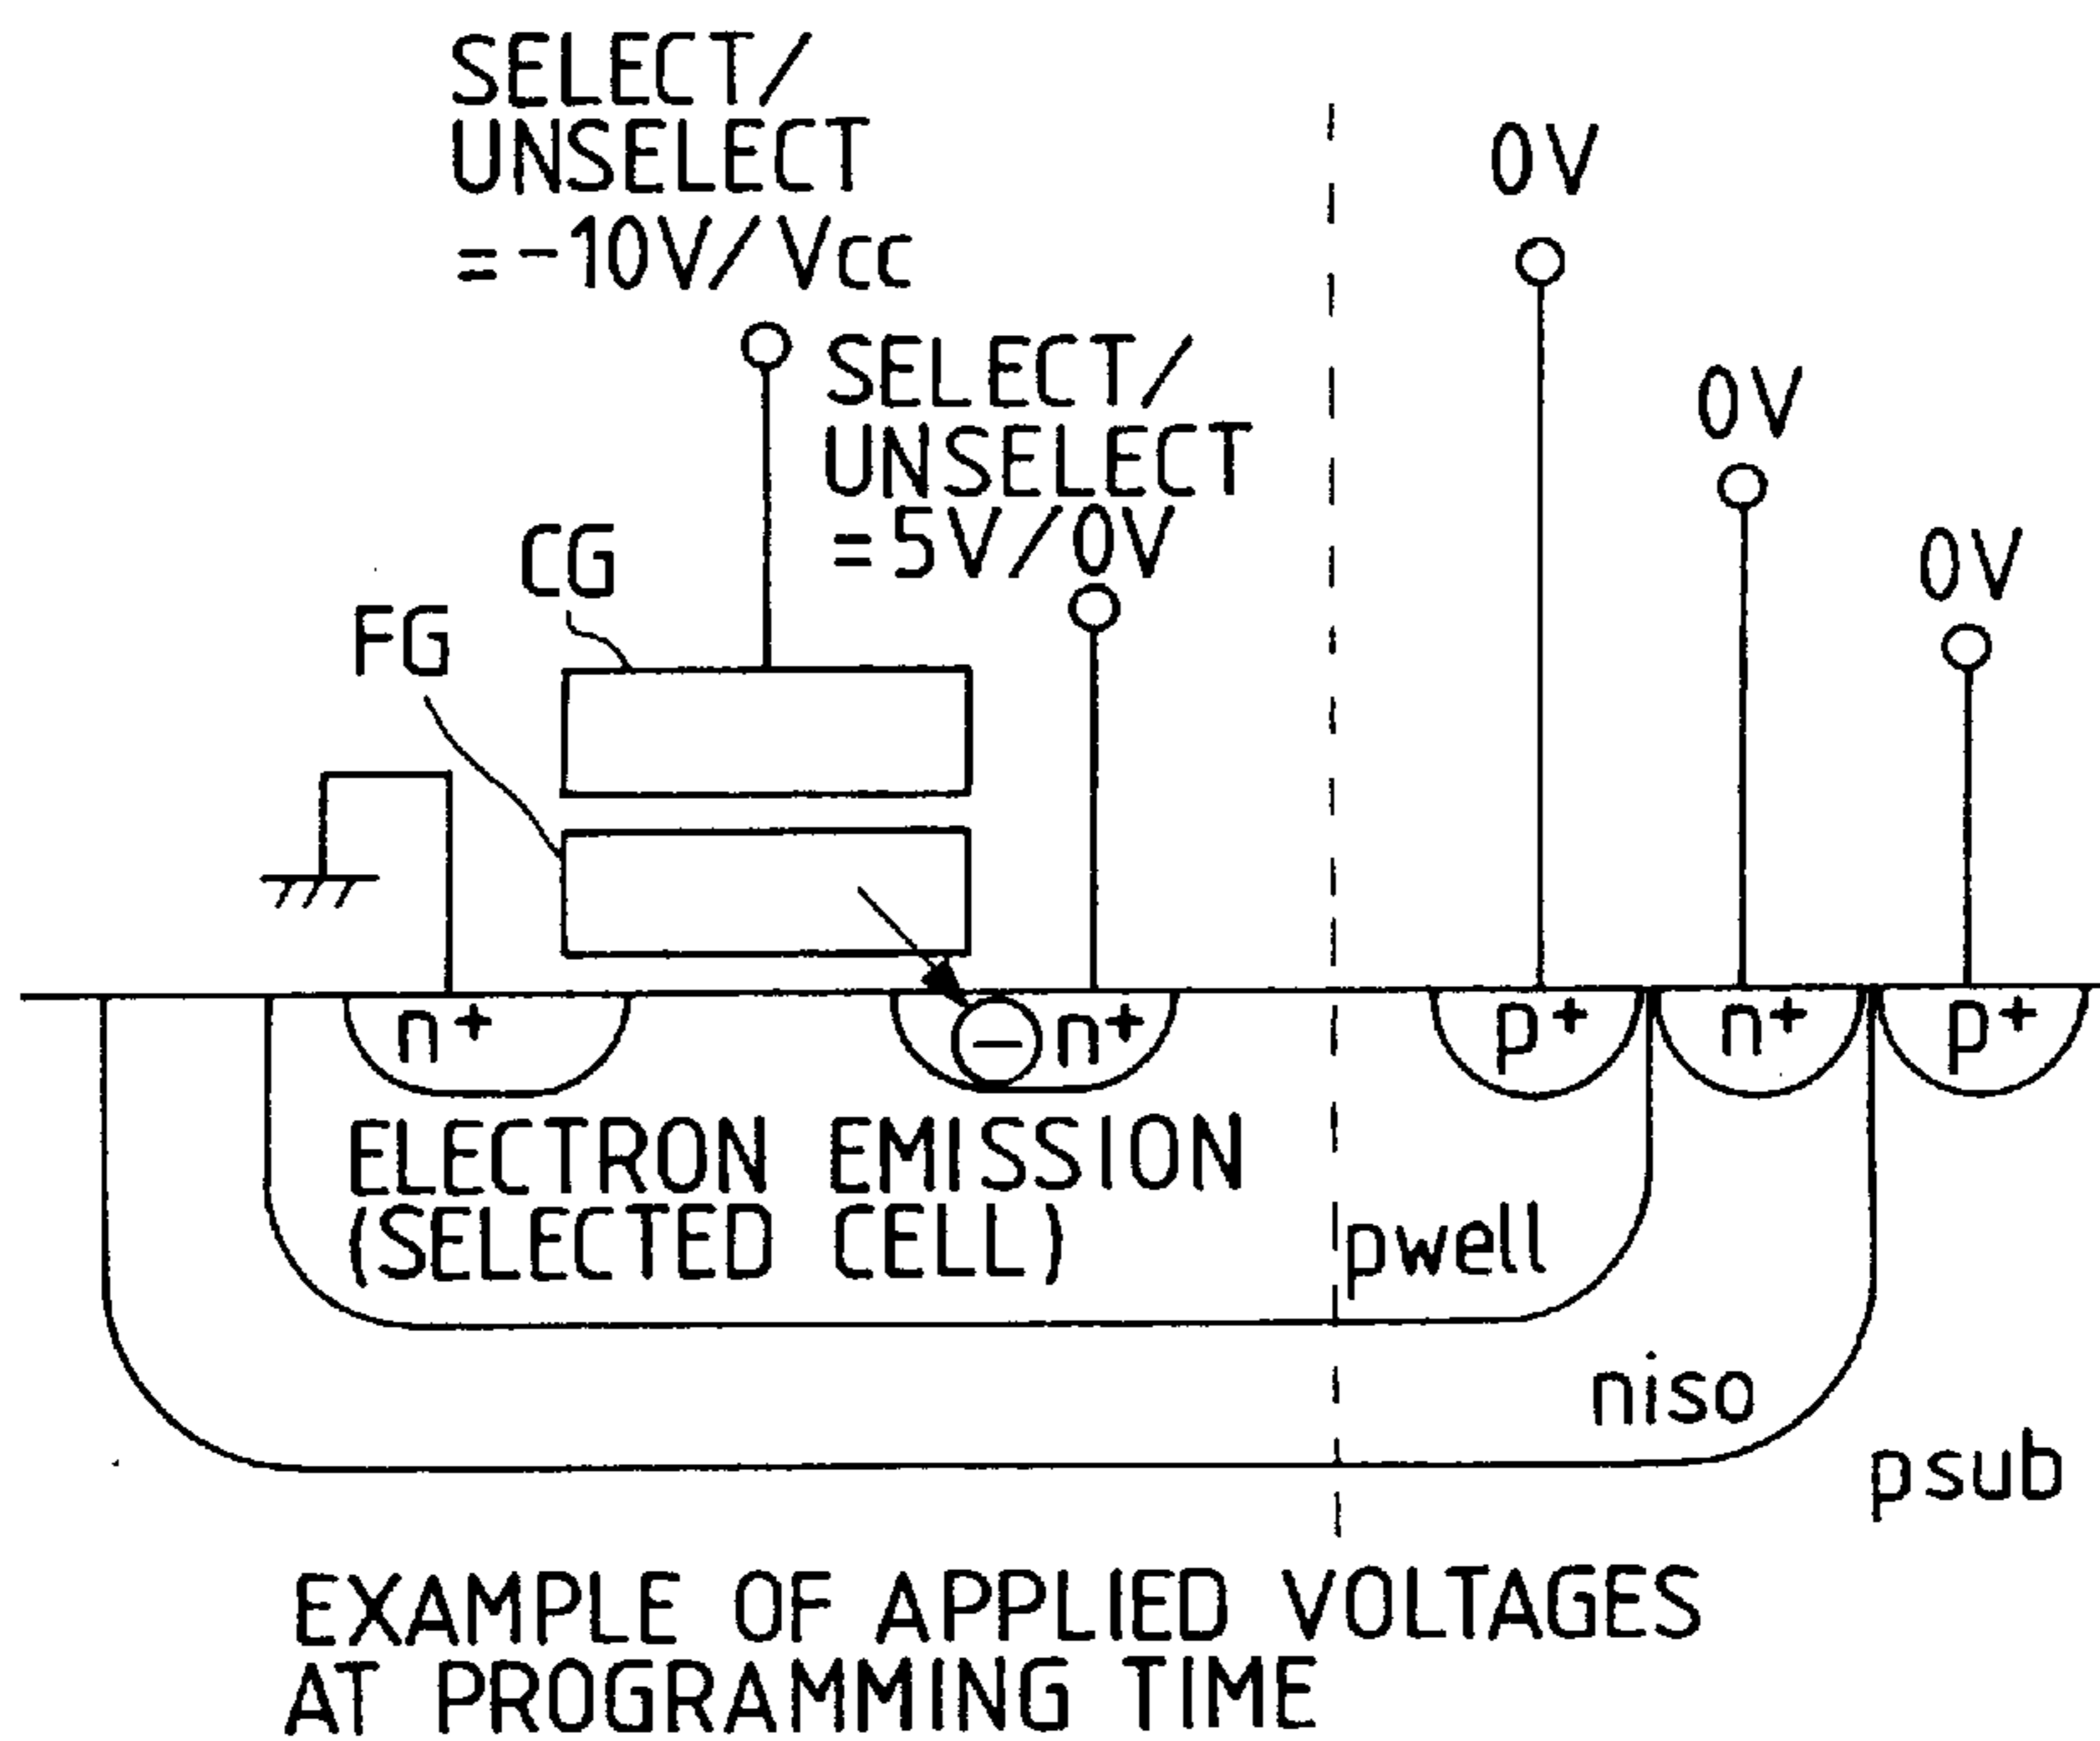 SELECT/
UNSELECT
=-10V/Vcc
0V
SELECT/
UNSELECT
=5V/0V
0V
CG
0V
FG
n+
n+
p+
n+
p+
ELECTRON EMISSION
(SELECTED CELL)
pwell
niso
psub
EXAMPLE OF APPLIED VOLTAGES
AT PROGRAMMING TIME